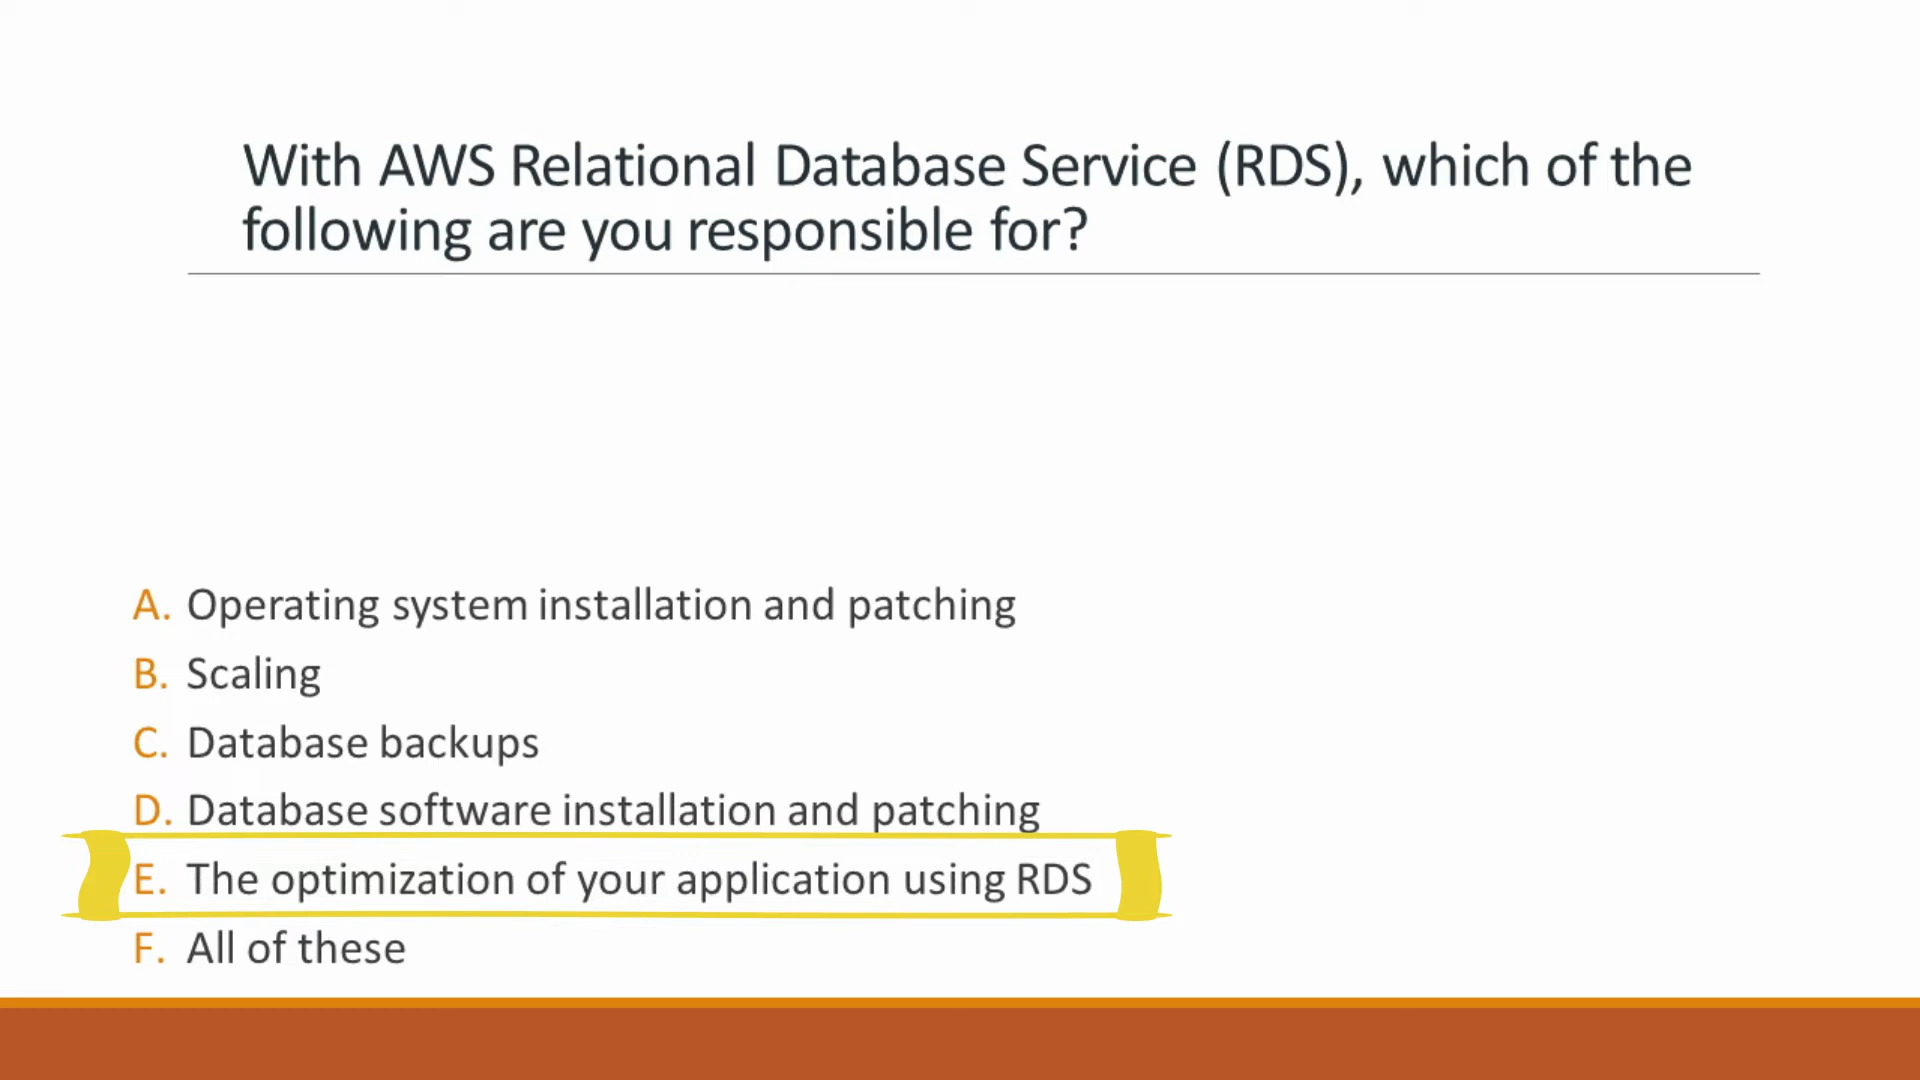 With AWS Relational Database Service (RDS), which of the
following are you responsible for?
A. Operating system installation and patching
B. Scaling
C. Database backups
D. Database software installation and patching
E. The optimization of your application using RDS
F. All of these